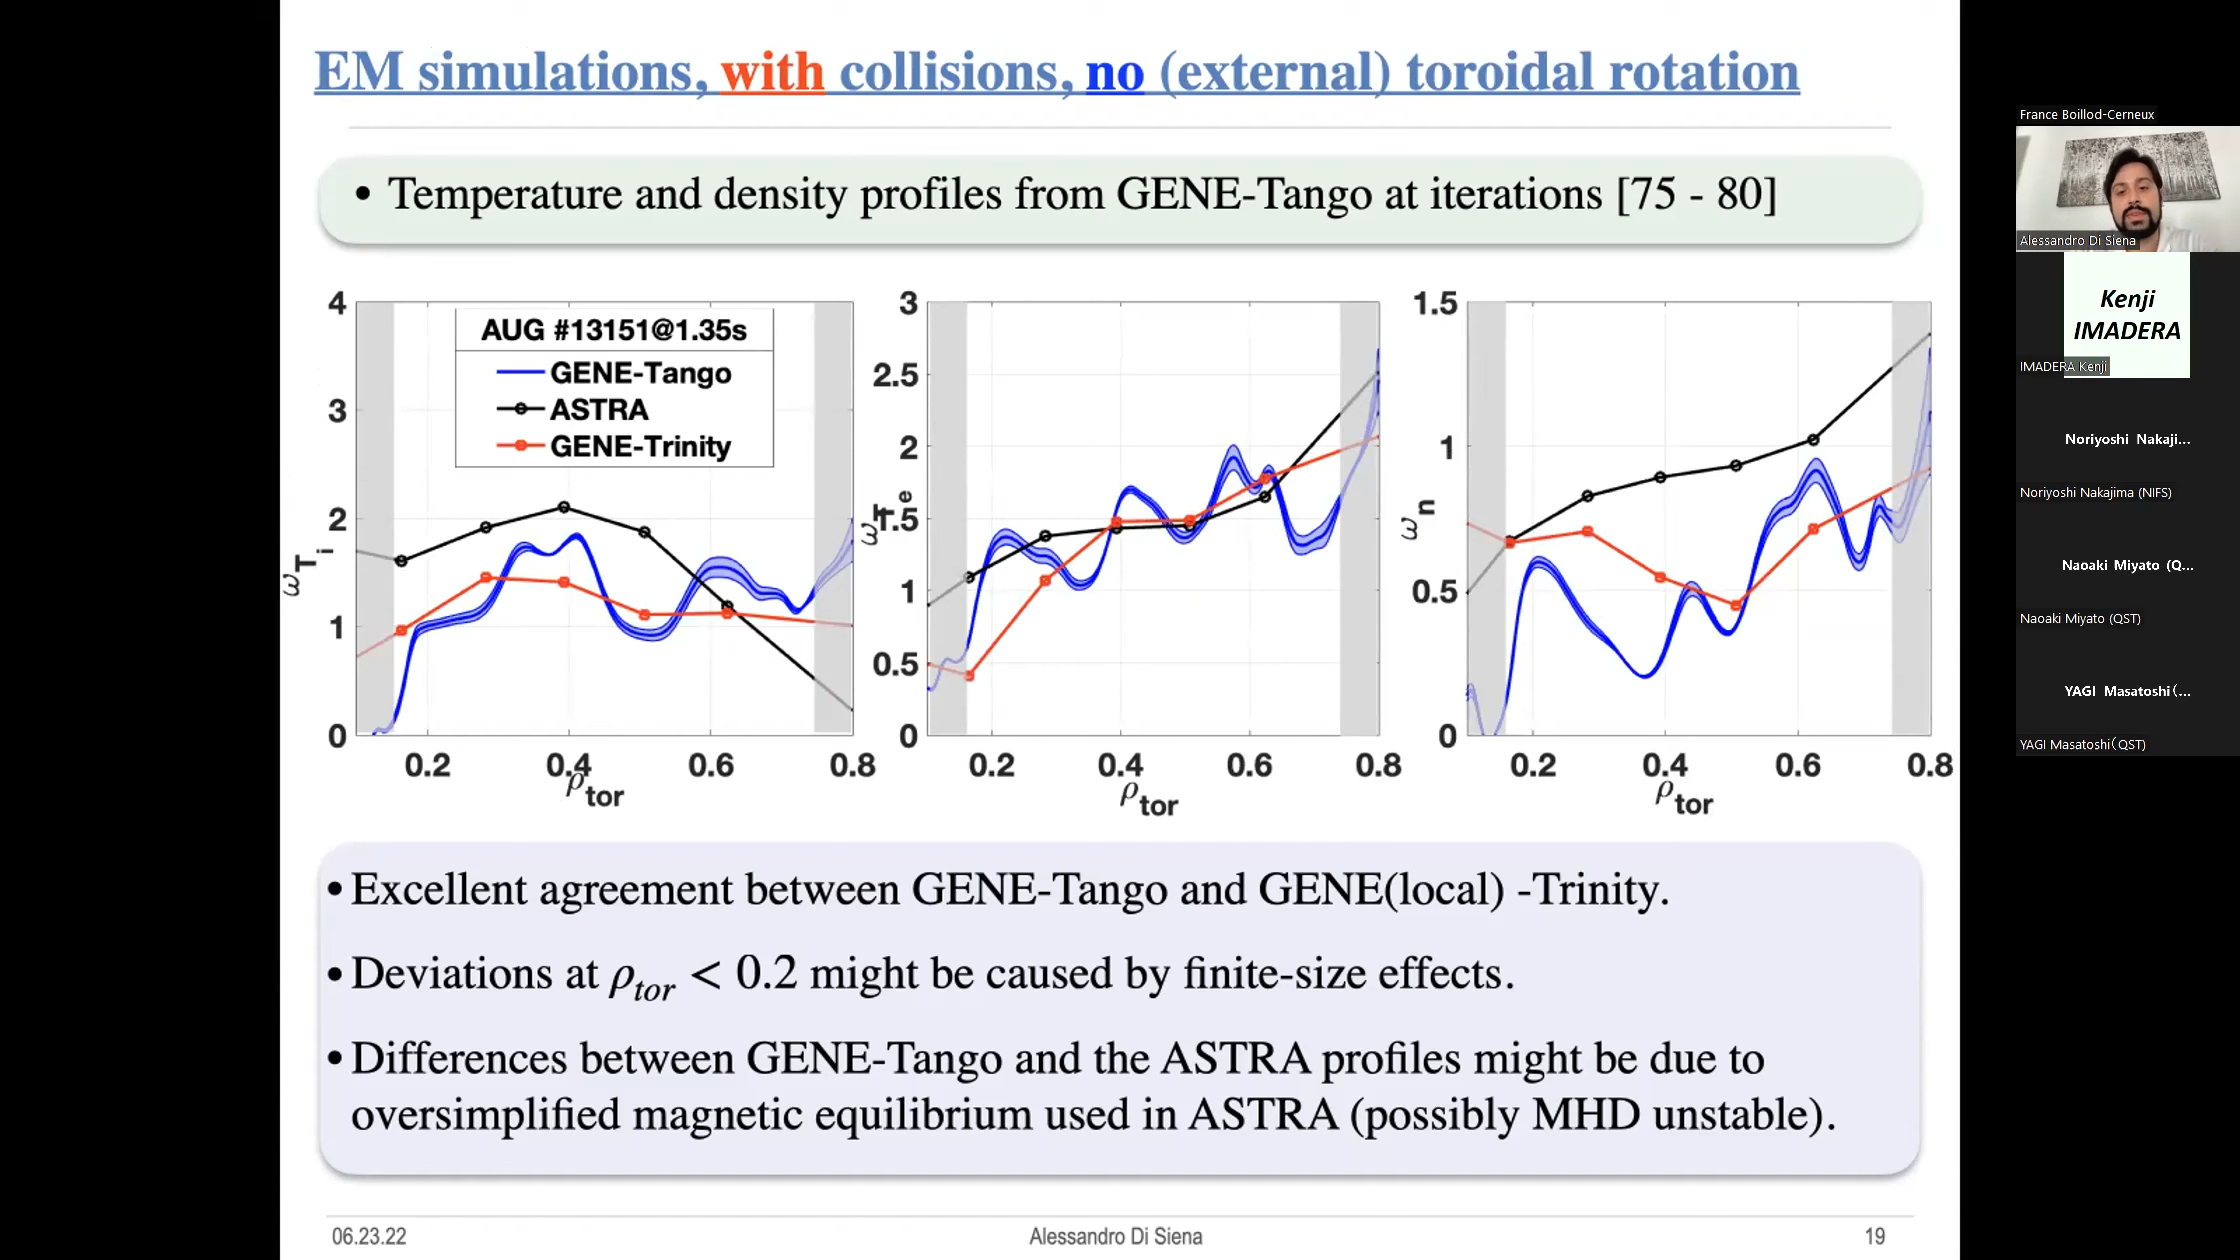 EM simulations, with collisions, no (external) toroidal rotation
• Temperature and density profiles from GENE-Tango at iterations [75 - 80]
4
3
2
1
0
ωTi
AUG #13151@1.35s
GENE-Tango
ASTRA
GENE-Trinity
0.2 0.4 0.6 0.8
ρtor
3
2.5
2
1.5
1
0.5
0
ωTe
0.2 0.4 0.6 0.8
ρtor
1.5
1
0.5
0
ωn
0.2 0.4 0.6 0.8
ρtor
• Excellent agreement between GENE-Tango and GENE(local) -Trinity.
• Deviations at ρtor < 0.2 might be caused by finite-size effects.
• Differences between GENE-Tango and the ASTRA profiles might be due to
oversimplified magnetic equilibrium used in ASTRA (possibly MHD unstable).
06.23.22 Alessandro Di Siena 19
France Boillod-Cerneux
Alessandro Di Siena
Kenji
IMADERA
IMADERA Kenji
Noriyoshi Nakaji...
Noriyoshi Nakajima (NIFS)
Naoaki Miyato (Q...
Naoaki Miyato (QST)
YAGI Masatoshi(...
YAGI Masatoshi(QST)